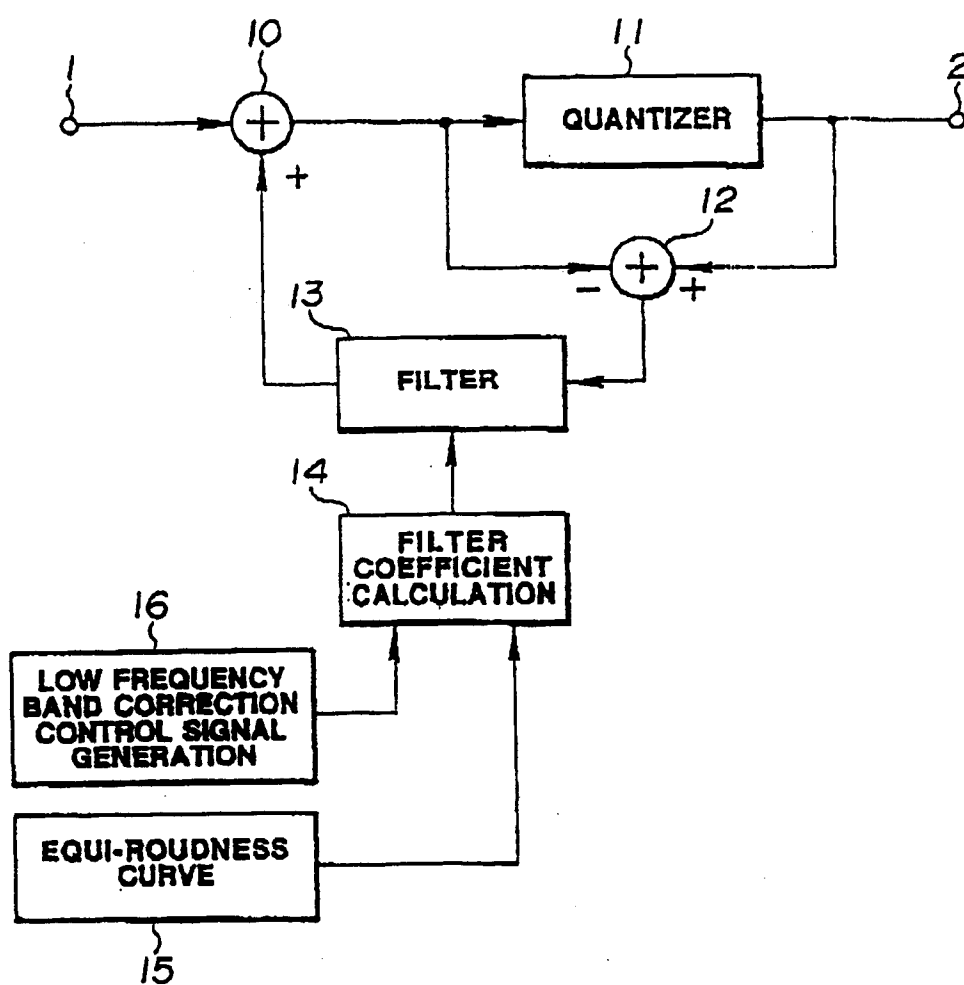 10
1
11
2
QUANTIZER
+
+
12
+
-
+
13
FILTER
14
FILTER
COEFFICIENT
CALCULATION
16
LOW FREQUENCY
BAND CORRECTION
CONTROL SIGNAL
GENERATION
EQUI-ROUDNESS
CURVE
15